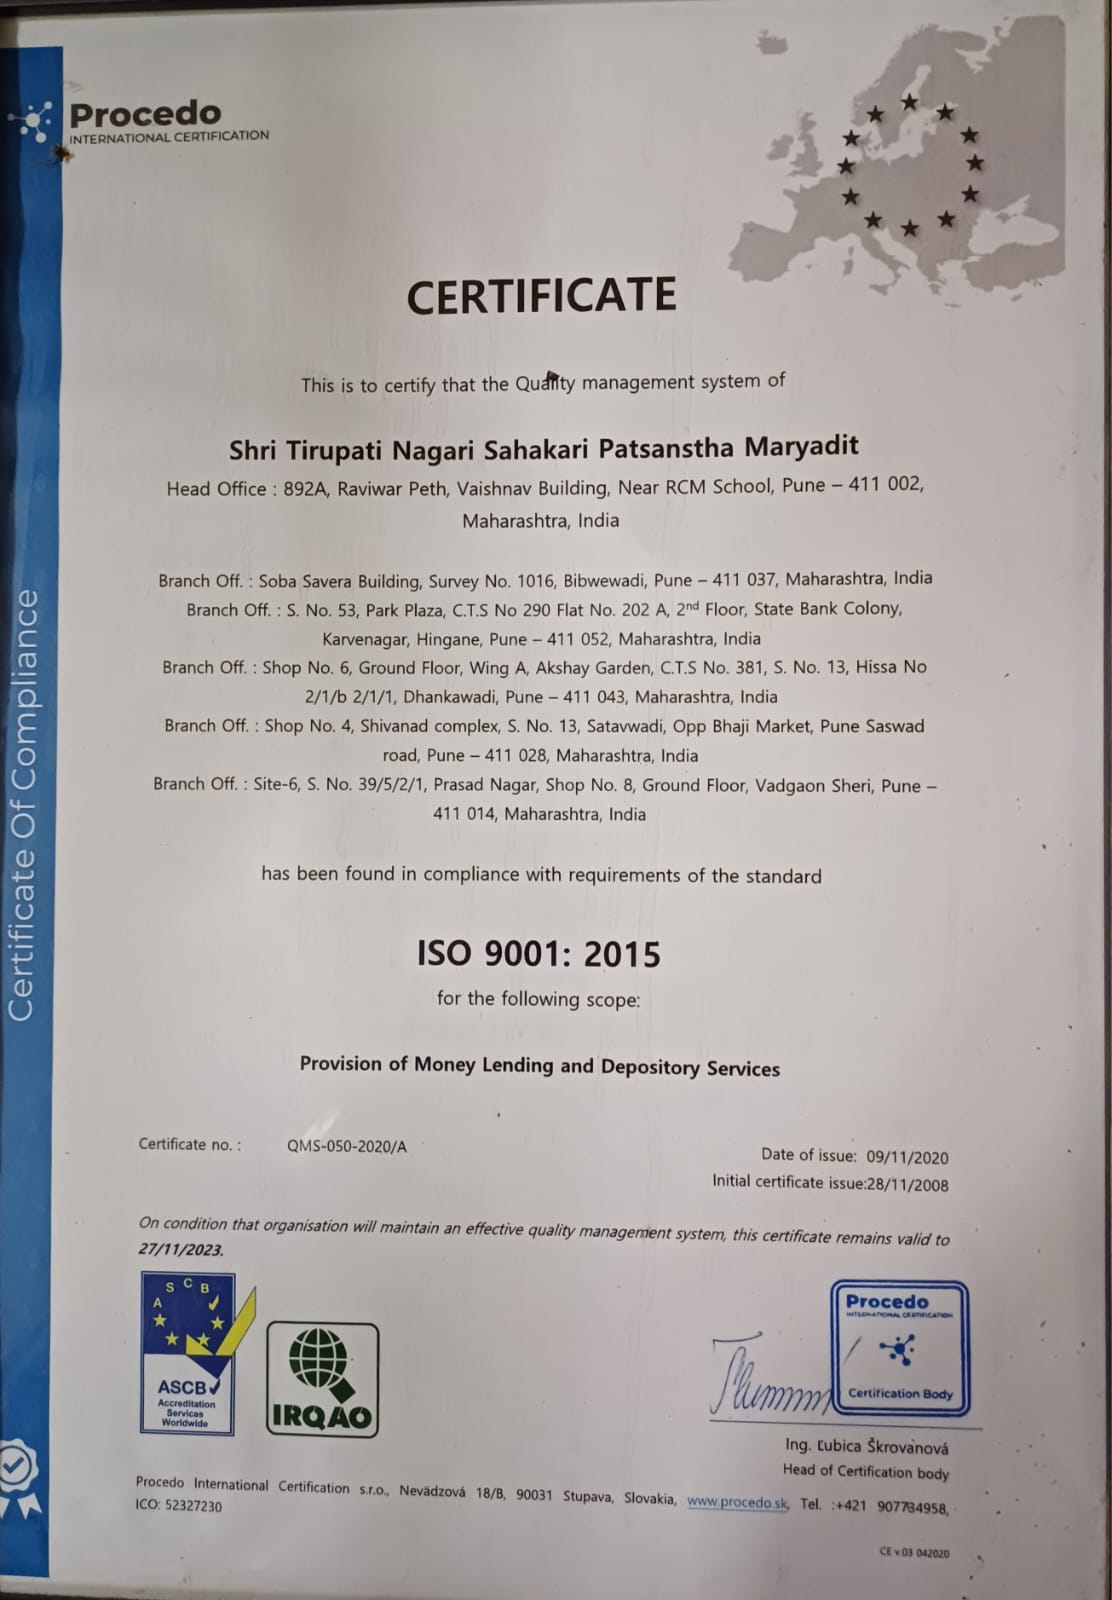 Procedo
INTERNATIONAL CERTIFICATION
Certificate Of Compliance
CERTIFICATE
This is to certify that the Quality management system of
Shri Tirupati Nagari Sahakari Patsanstha Maryadit
Head Office : 892A, Raviwar Peth, Vaishnav Building, Near RCM School, Pune – 411 002,
Maharashtra, India
Branch Off. : Soba Savera Building, Survey No. 1016, Bibwewadi, Pune – 411 037, Maharashtra, India
Branch Off. : S. No. 53, Park Plaza, C.T.S No 290 Flat No. 202 A, 2nd Floor, State Bank Colony,
Karvenagar, Hingane, Pune – 411 052, Maharashtra, India
Branch Off. : Shop No. 6, Ground Floor, Wing A, Akshay Garden, C.T.S No. 381, S. No. 13, Hissa No
2/1/b 2/1/1, Dhankawadi, Pune – 411 043, Maharashtra, India
Branch Off. : Shop No. 4, Shivanad complex, S. No. 13, Satavwadi, Opp Bhaji Market, Pune Saswad
road, Pune – 411 028, Maharashtra, India
Branch Off. : Site-6, S. No. 39/5/2/1, Prasad Nagar, Shop No. 8, Ground Floor, Vadgaon Sheri, Pune –
411 014, Maharashtra, India
has been found in compliance with requirements of the standard
ISO 9001: 2015
for the following scope:
Provision of Money Lending and Depository Services
Certificate no. : QMS-050-2020/A
Date of issue: 09/11/2020
Initial certificate issue:28/11/2008
On condition that organisation will maintain an effective quality management system, this certificate remains valid to
27/11/2023.
A S C B
ASCB
Accreditation
Services
Worldwide
IRQAO
Procedo
INTERNATIONAL CERTIFICATION
Certification Body
Ing. Ľubica Škrovanová
Head of Certification body
Procedo International Certification s.r.o., Nevädzová 18/B, 90031 Stupava, Slovakia, www.procedo.sk, Tel. :+421 907734958,
ICO: 52327230
CE v.03 042020